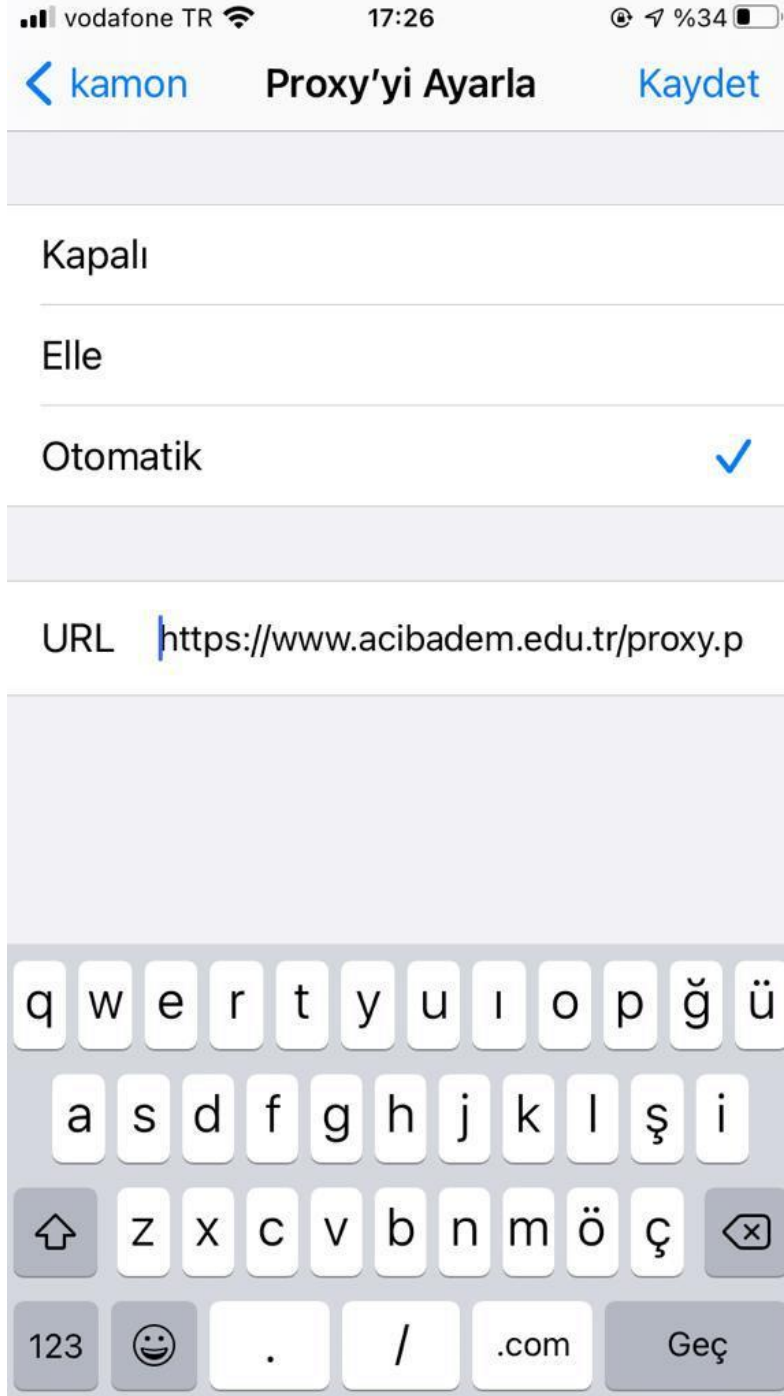 vodafone TR 17:26 %34
kamon Proxy’yi Ayarla Kaydet
Kapalı
Elle
Otomatik
URL https://www.acibadem.edu.tr/proxy.p
q w e r t y u ı o p ğ ü
a s d f g h j k l ş i
z x c v b n m ö ç
123 . / .com Geç